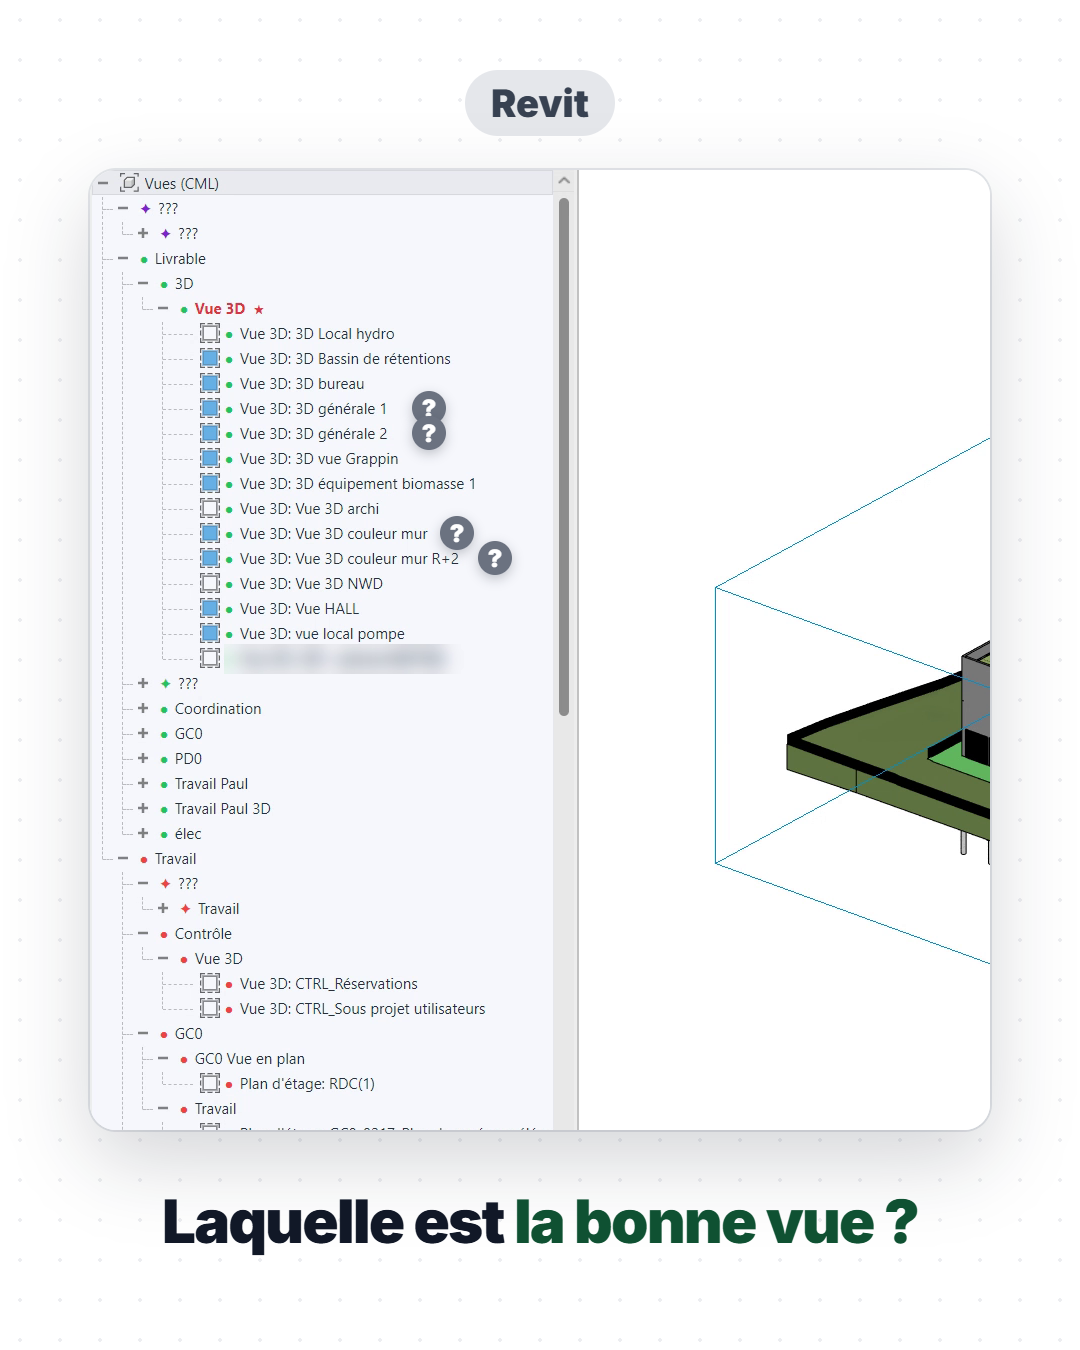 Revit
Vues (CML)
???
???
Livrable
3D
Vue 3D
Vue 3D: 3D Local hydro
Vue 3D: 3D Bassin de rétentions
Vue 3D: 3D bureau
Vue 3D: 3D générale 1 ?
Vue 3D: 3D générale 2 ?
Vue 3D: 3D vue Grappin
Vue 3D: 3D équipement biomasse 1
Vue 3D: Vue 3D archi
Vue 3D: Vue 3D couleur mur ?
Vue 3D: Vue 3D couleur mur R+2 ?
Vue 3D: Vue 3D NWD
Vue 3D: Vue HALL
Vue 3D: vue local pompe
???
Coordination
GC0
PD0
Travail Paul
Travail Paul 3D
élec
Travail
???
Travail
Contrôle
Vue 3D
Vue 3D: CTRL_Réservations
Vue 3D: CTRL_Sous projet utilisateurs
GC0
GC0 Vue en plan
Plan d'étage: RDC(1)
Travail
Laquelle est la bonne vue ?